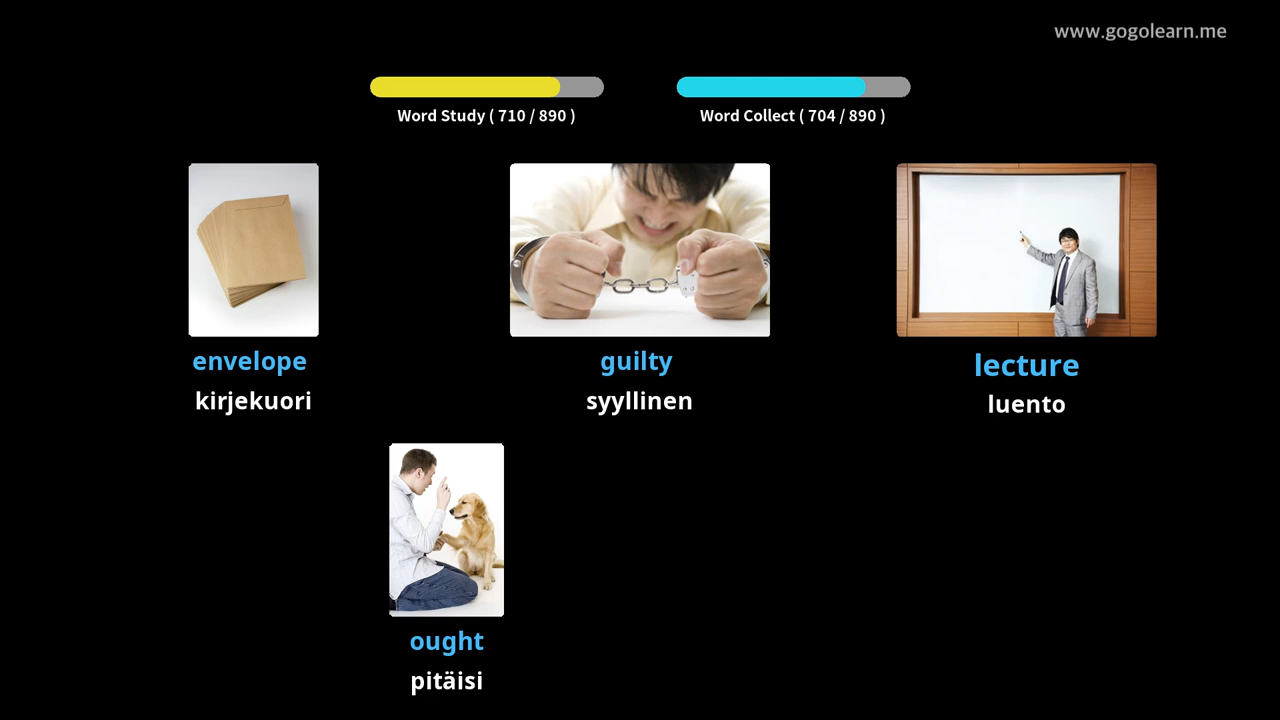 www.gogolearn.me
Word Study ( 710 / 890 )
Word Collect ( 704 / 890 )
envelope
kirjekuori
guilty
syyllinen
lecture
luento
ought
pitäisi